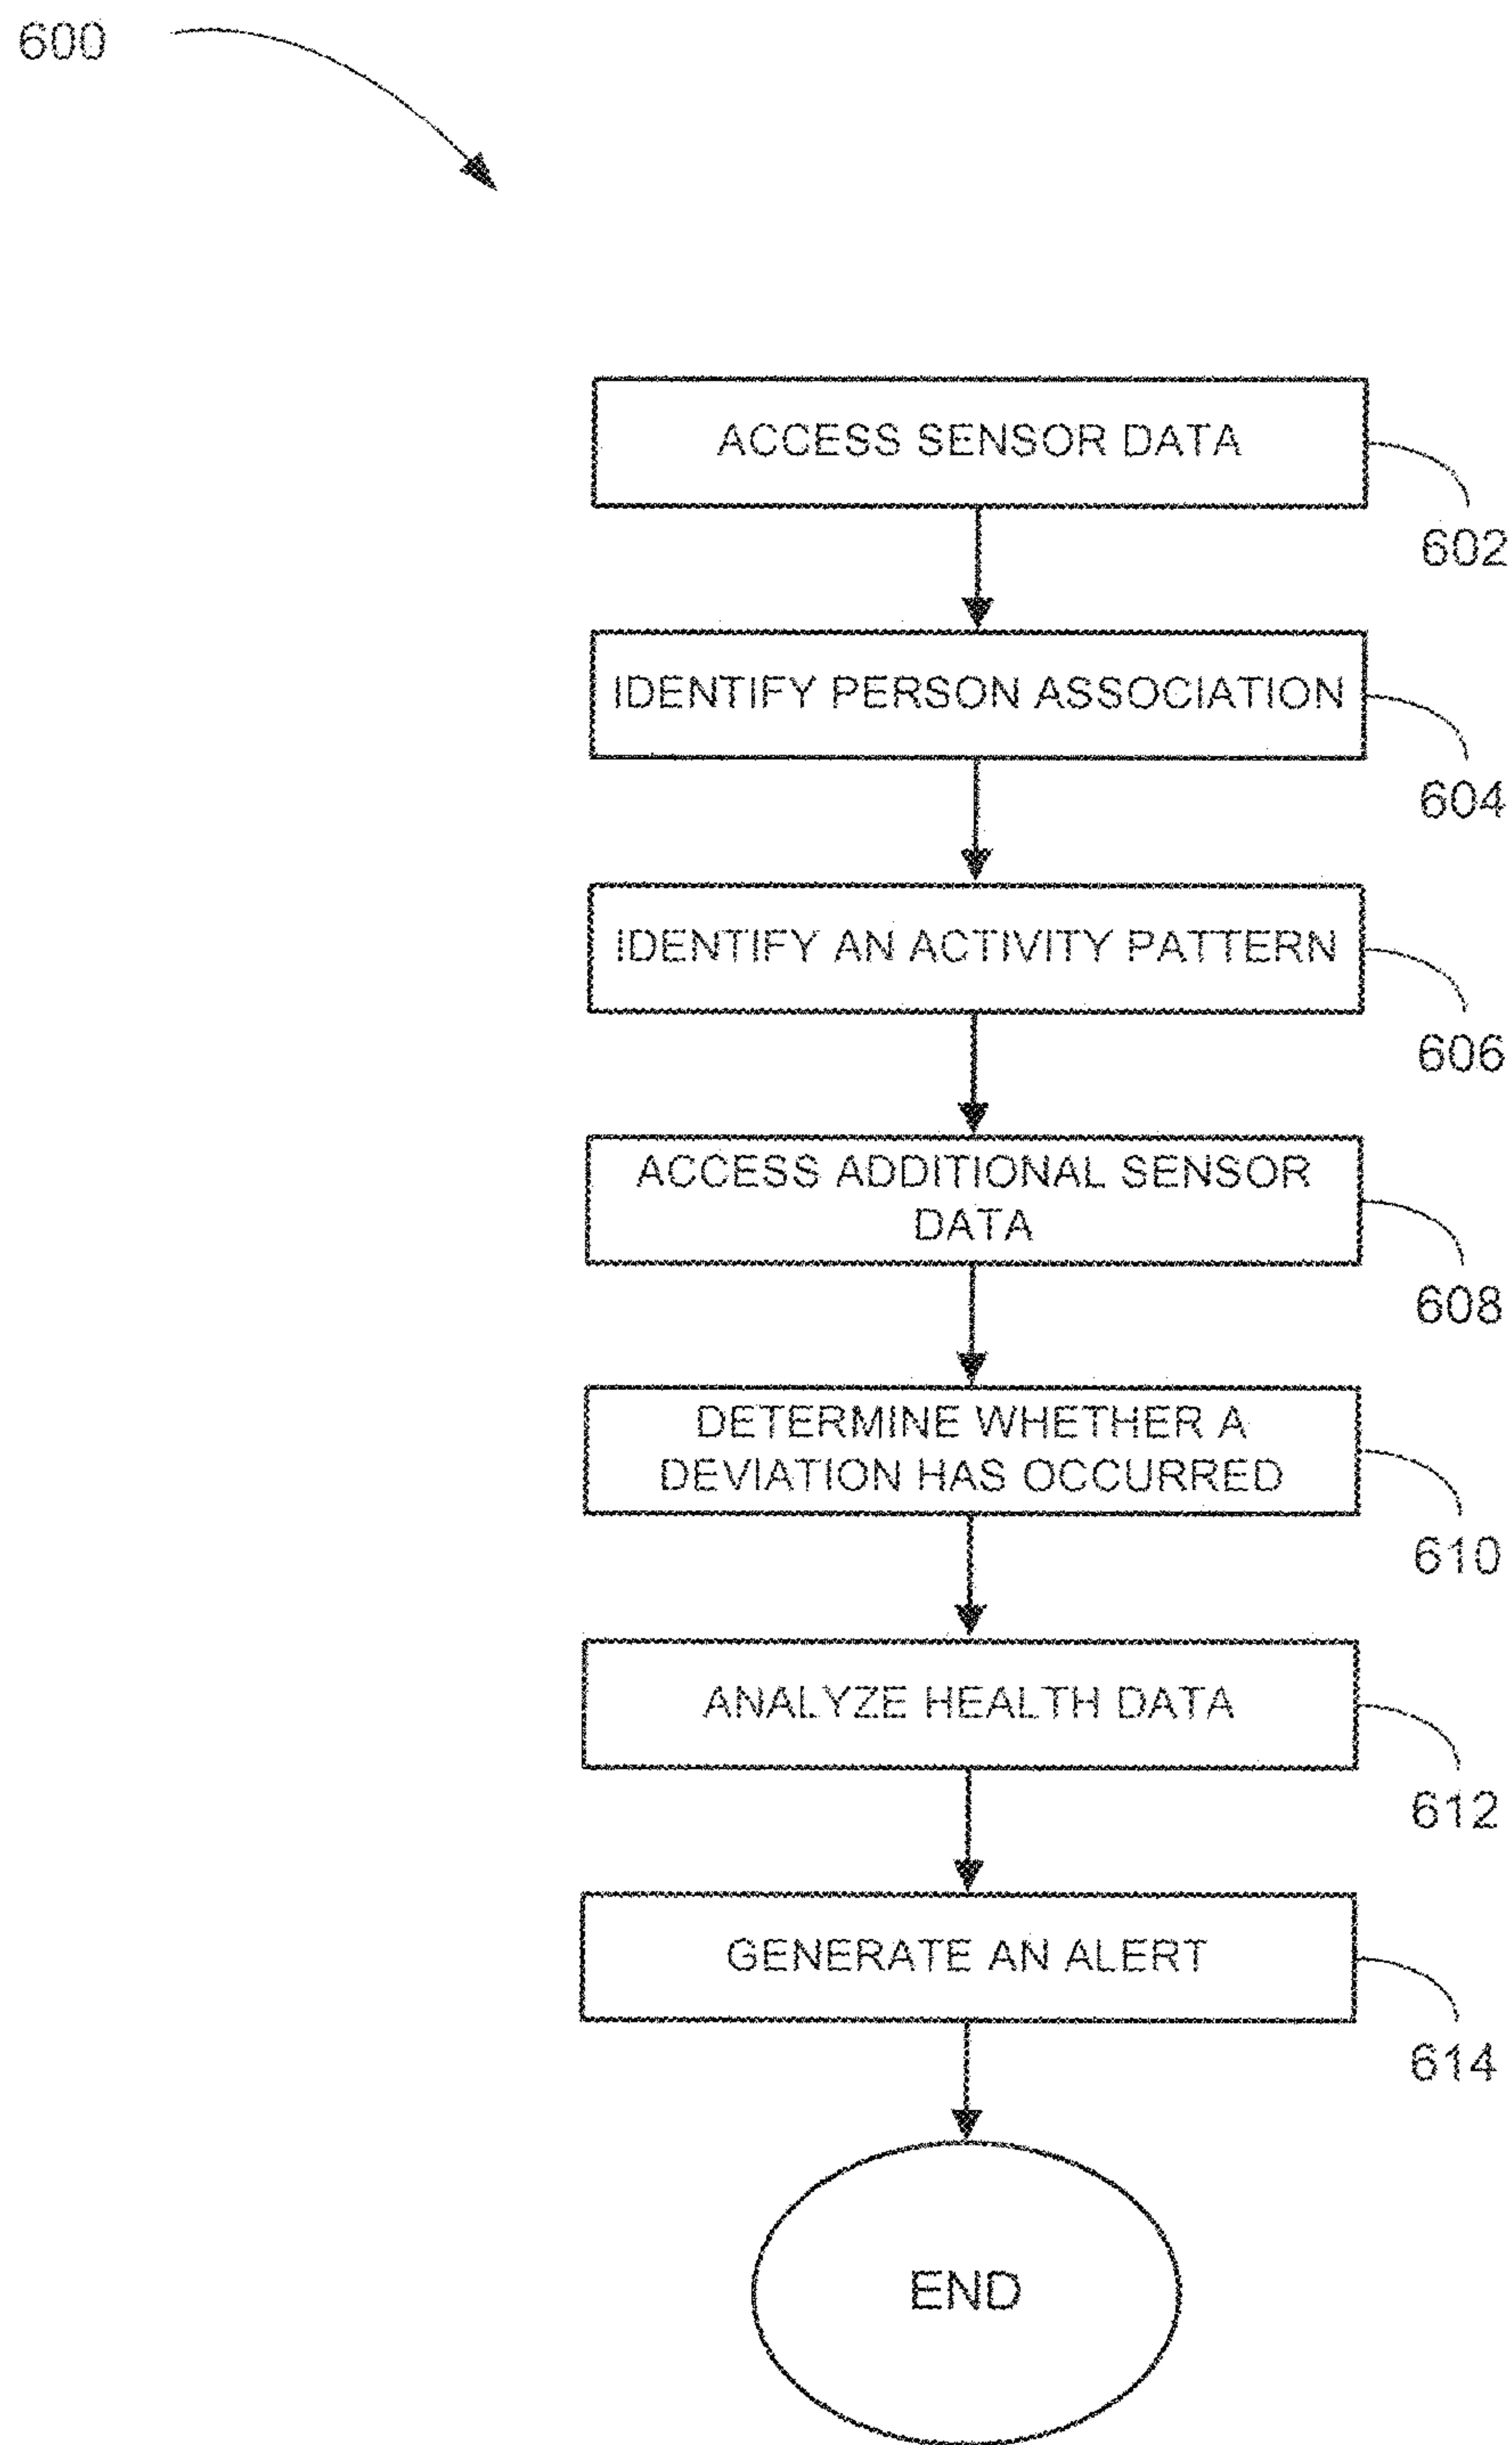 600
ACCESS SENSOR DATA
602
IDENTIFY PERSON ASSOCIATION
604
IDENTIFY AN ACTIVITY PATTERN
606
ACCESS ADDITIONAL SENSOR
DATA
608
DETERMINE WHETHER A
DEVIATION HAS OCCURRED
610
ANALYZE HEALTH DATA
612
GENERATE AN ALERT
614
END